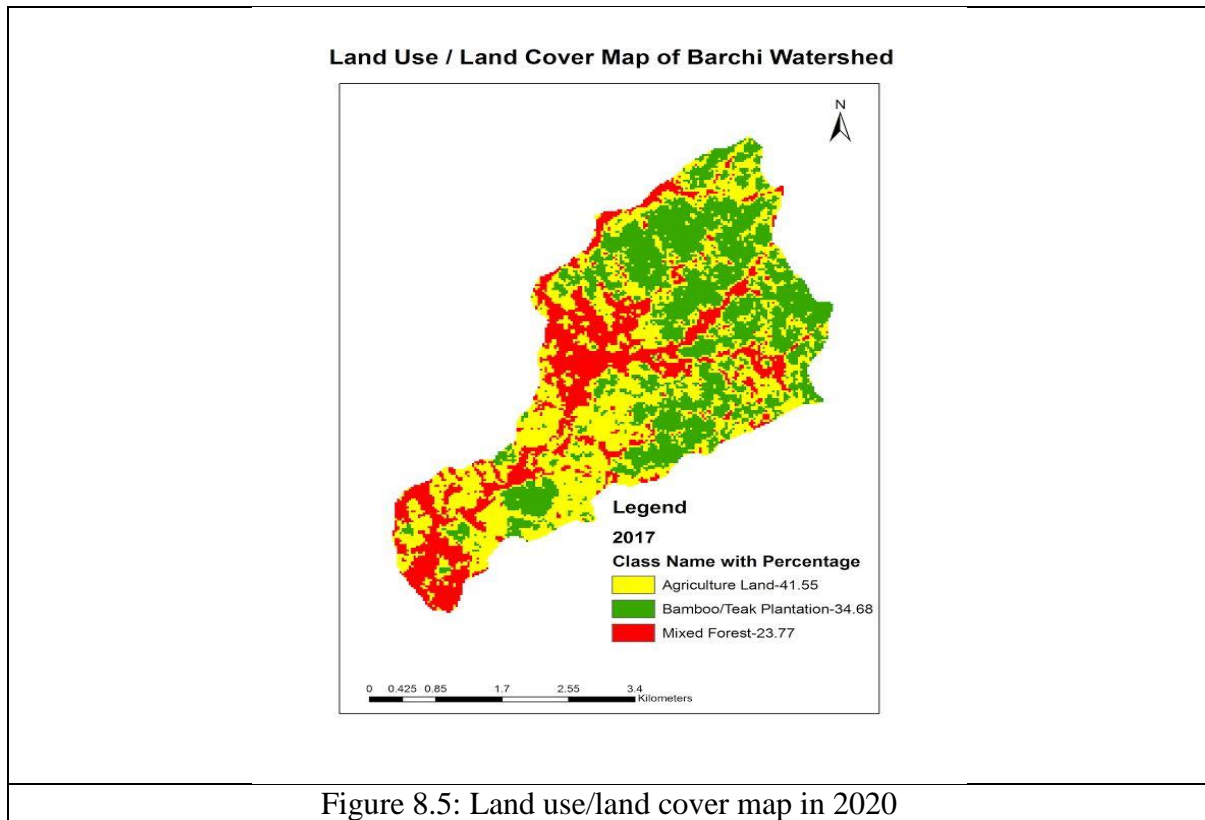 Land Use / Land Cover Map of Barchi Watershed
N
Legend
2017
Class Name with Percentage
Agriculture Land-41.55
Bamboo/Teak Plantation-34.68
Mixed Forest-23.77
0 0.425 0.85 1.7 2.55 3.4
Kilometers
Figure 8.5: Land use/land cover map in 2020